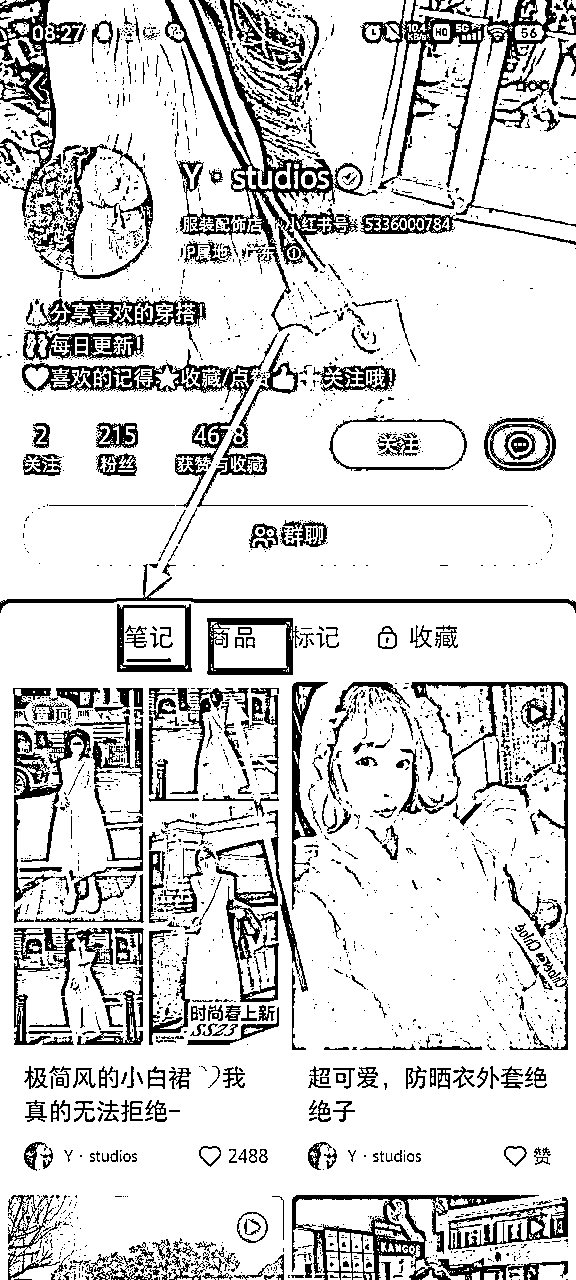 08:27
HD
56
Y · studios
服装配饰店 小红书号：5336000784
IP属地：广东
分享喜欢的穿搭！
每日更新！
喜欢的记得收藏/点赞 关注哦！
2 215 4678
关注 粉丝 获赞与收藏
关注
群聊
笔记 商品 标记 收藏
置顶
时尚春上新
SS23
极简风的小白裙 我
真的无法拒绝~
Y · studios 2488
超可爱，防晒衣外套绝
绝子
Y · studios 赞
KANGOL